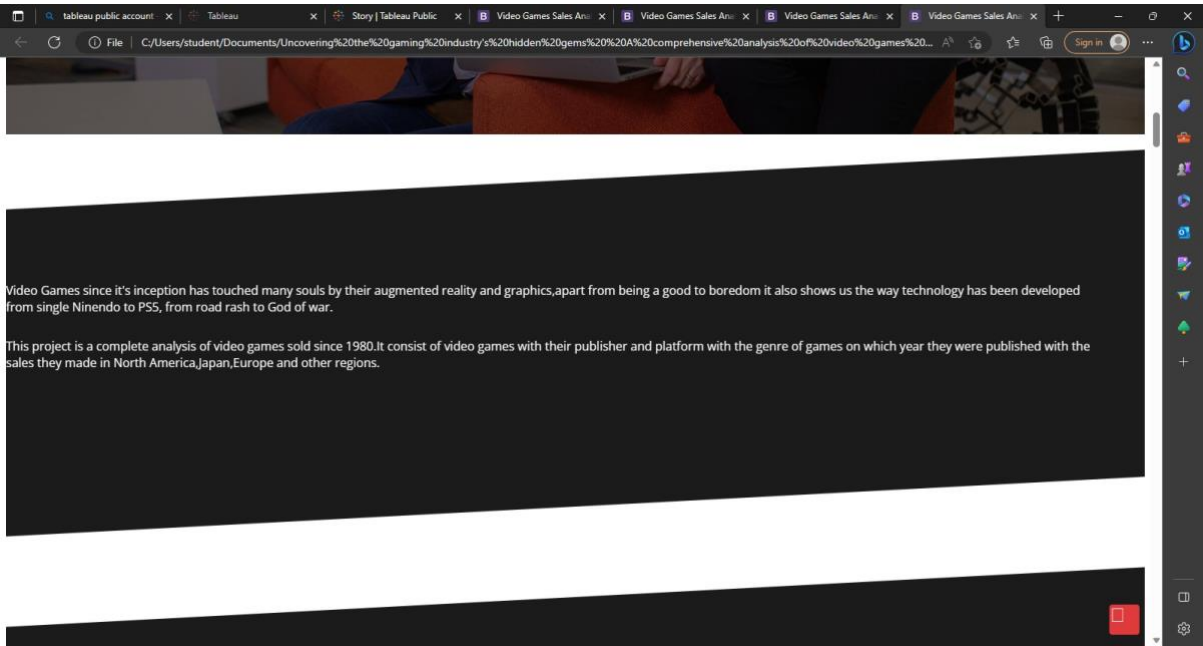 tableau public account
Tableau
Story | Tableau Public
Video Games Sales Ana
Video Games Sales Ana
Video Games Sales Ana
Video Games Sales Ana
File
C:/Users/student/Documents/Uncovering%20the%20gaming%20industry's%20hidden%20gems%20%20A%20comprehensive%20analysis%20of%20video%20games%20...
Sign in
Video Games since it's inception has touched many souls by their augmented reality and graphics,apart from being a good to boredom it also shows us the way technology has been developed
from single Ninendo to PS5, from road rash to God of war.
This project is a complete analysis of video games sold since 1980.It consist of video games with their publisher and platform with the genre of games on which year they were published with the
sales they made in North America,Japan,Europe and other regions.